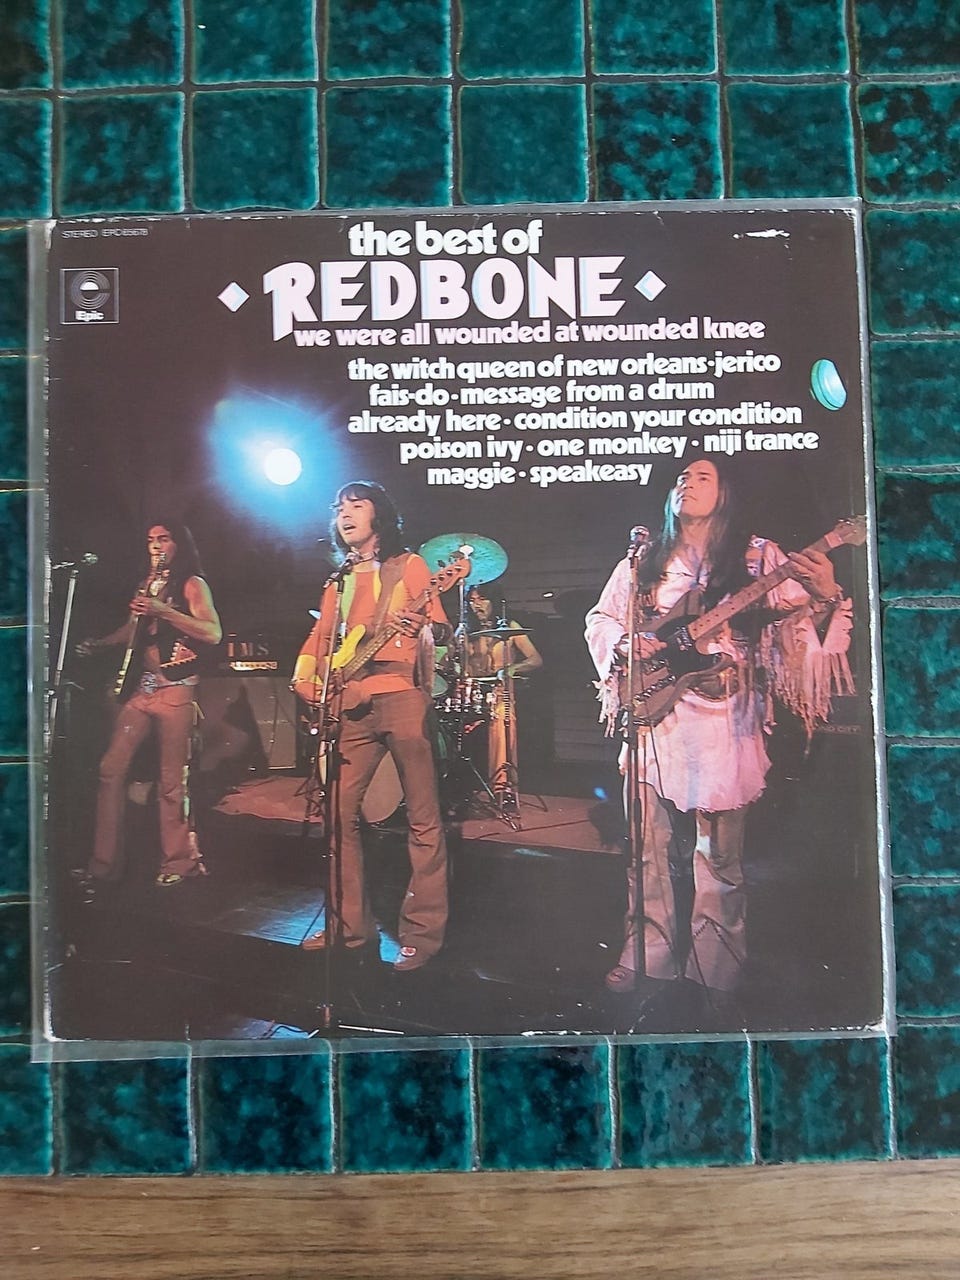 STEREO EPC 65678
the best of
REDBONE
Epic
we were all wounded at wounded knee
the witch queen of new orleans·jerico
fais-do·message from a drum
already here·condition your condition
poison ivy·one monkey·niji trance
maggie·speakeasy